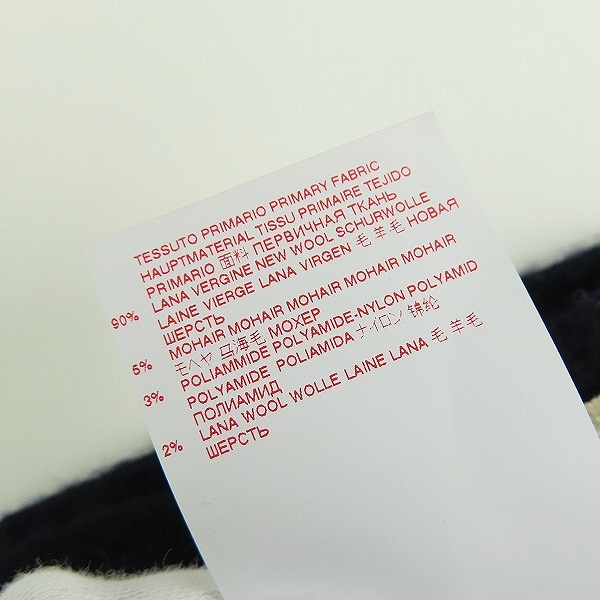 TESSUTO PRIMARIO PRIMARY FABRIC
HAUPTMATERIAL TISSU PRIMAIRE TEJIDO
PRIMARIO 面料 ПЕРВИЧНАЯ ТКАНЬ
90% LANA VERGINE NEW WOOL SCHURWOLLE
LAINE VIERGE LANA VIRGEN 毛 羊毛 НОВАЯ
ШЕРСТЬ
5% MOHAIR MOHAIR MOHAIR MOHAIR MOHAIR
モヘヤ 马海毛 МОХЕР
3% POLIAMMIDE POLYAMIDE-NYLON POLYAMID
POLYAMIDE POLIAMIDA ナイロン 锦纶
ПОЛИАМИД
2% LANA WOOL WOLLE LAINE LANA 毛 羊毛
ШЕРСТЬ